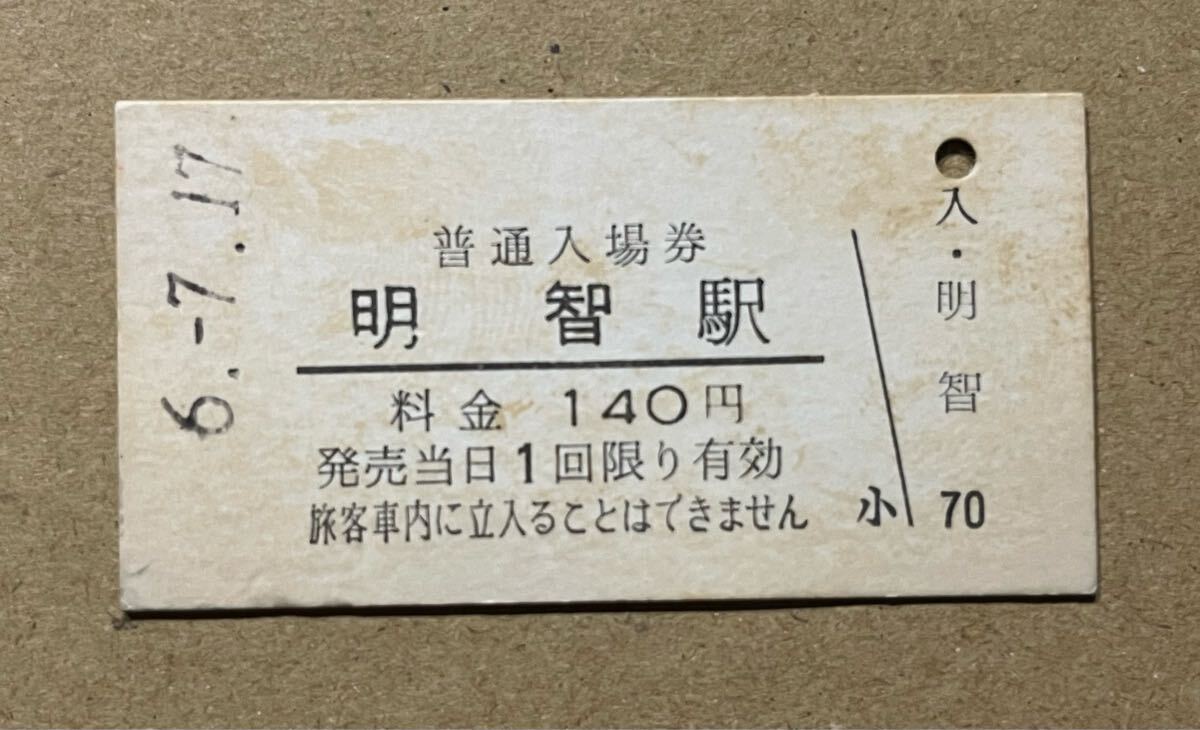 6.-7.17
普通入場券
明智駅
料金 140円
発売当日1回限り有効
旅客車内に立入ることはできません
小
入・明智
70